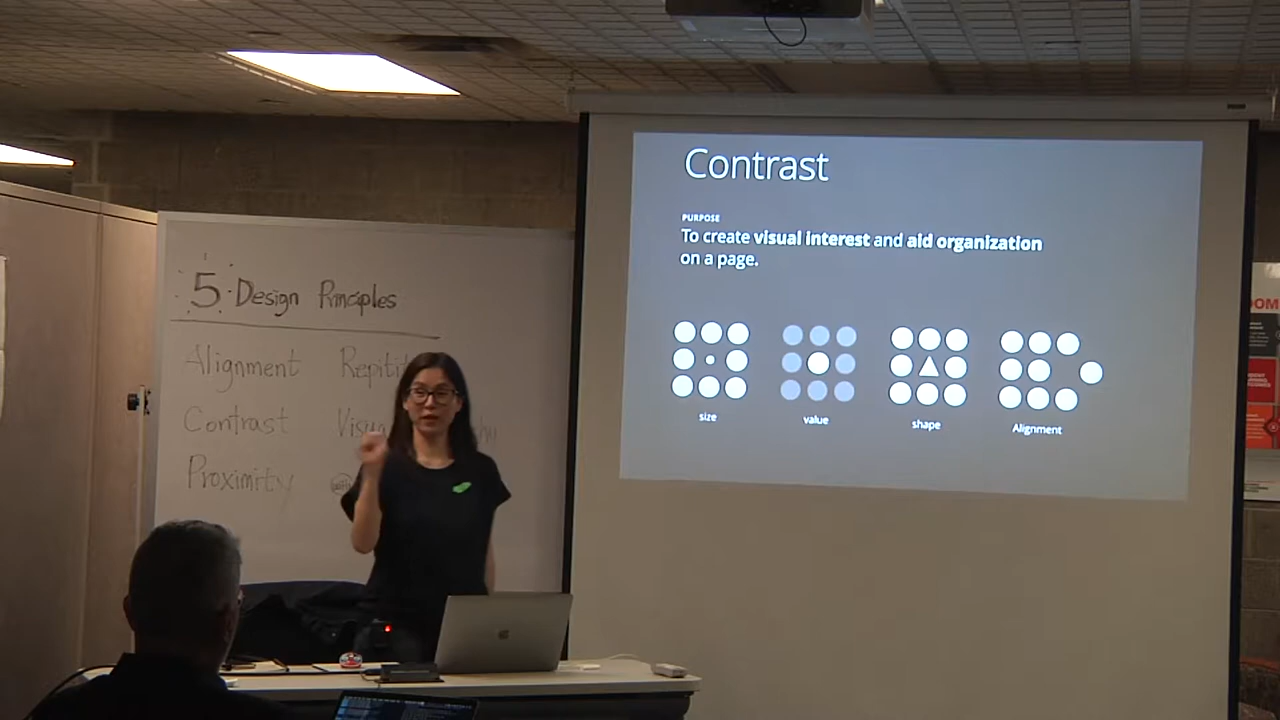 5 Design Principles
Alignment
Contrast
Proximity
Contrast
PURPOSE
To create visual interest and aid organization
on a page.
size
value
shape
Alignment